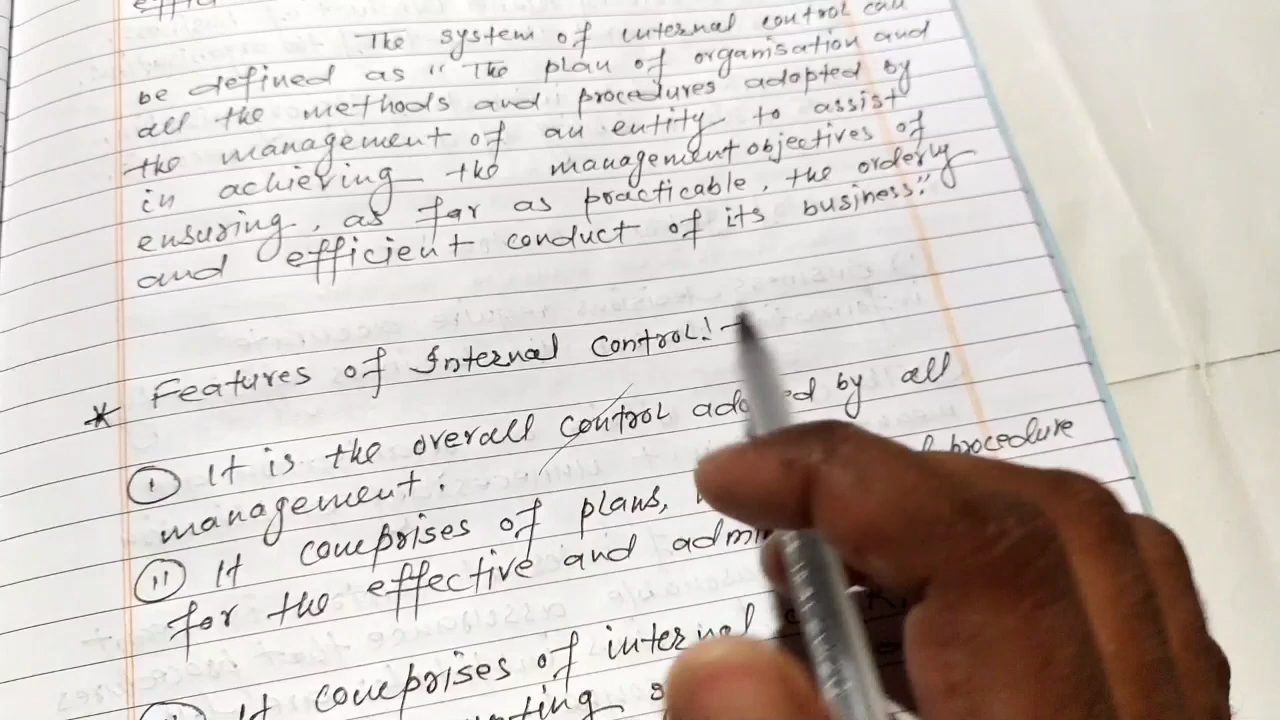 The system of internal control can
be defined as "The plan of organisation and
all the methods and procedures adopted by
the management of an entity to assist
in achieving the management objectives of
ensuring, as far as practicable, the orderly
and efficient conduct of its business".
* Features of Internal Control:-
(I) It is the overall control by all
management.
(II) It comprises of plans, procedure
for the effective and
It comprises of internal